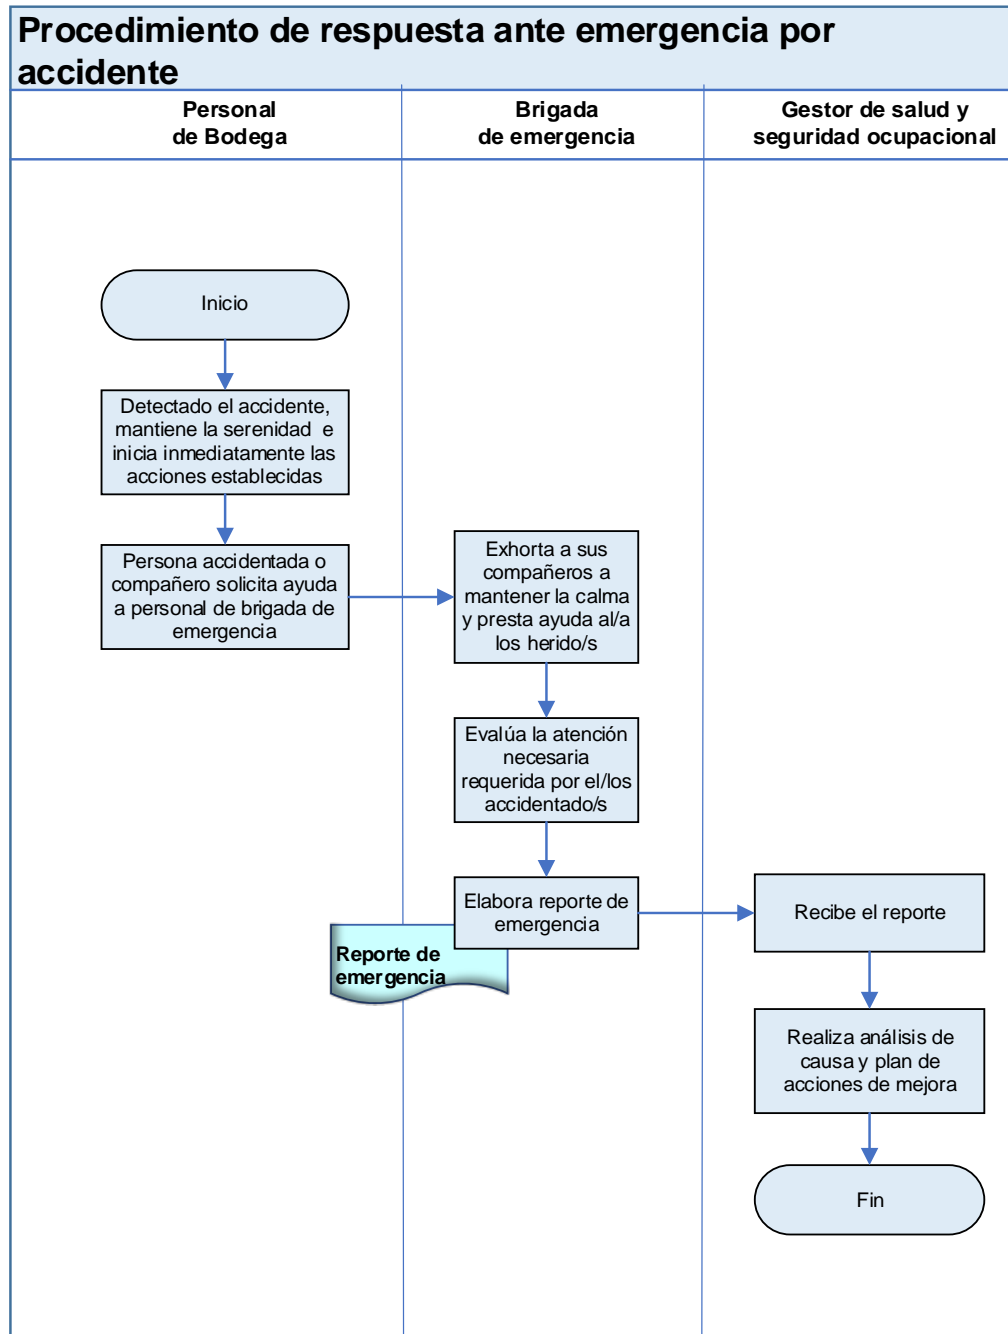 Procedimiento de respuesta ante emergencia por
accidente
Personal
de Bodega
Brigada
de emergencia
Gestor de salud y
seguridad ocupacional
Inicio
Detectado el accidente,
mantiene la serenidad e
inicia inmediatamente las
acciones establecidas
Persona accidentada o
compañero solicita ayuda
a personal de brigada de
emergencia
Exhorta a sus
compañeros a
mantener la calma
y presta ayuda al/a
los herido/s
Evalúa la atención
necesaria
requerida por el/los
accidentado/s
Elabora reporte de
emergencia
Reporte de
emergencia
Recibe el reporte
Realiza análisis de
causa y plan de
acciones de mejora
Fin